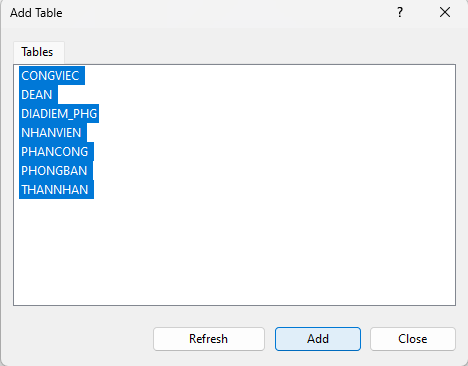 Add Table ?
Tables
CONGVIEC
DEAN
DIADIEM_PHG
NHANVIEN
PHANCONG
PHONGBAN
THANNHAN
Refresh Add Close